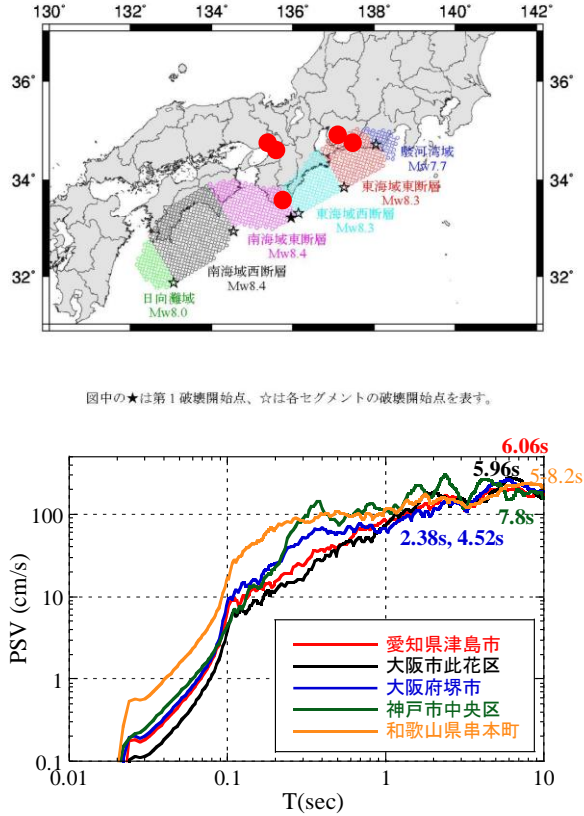 130° 132° 134° 136° 138° 140° 142°
36°
34°
32°
駿河湾域
Mw7.7
東海域東断層
Mw8.3
東海域西断層
Mw8.3
南海域東断層
Mw8.4
南海域西断層
Mw8.4
日向灘域
Mw8.0
図中の★は第1破壊開始点、☆は各セグメントの破壊開始点を表す。
6.06s
5.96s
5-8.2s
7.8s
2.38s, 4.52s
PSV (cm/s)
100
10
1
0.1
0.01 0.1 1 10
T(sec)
愛知県津島市
大阪市此花区
大阪府堺市
神戸市中央区
和歌山県串本町